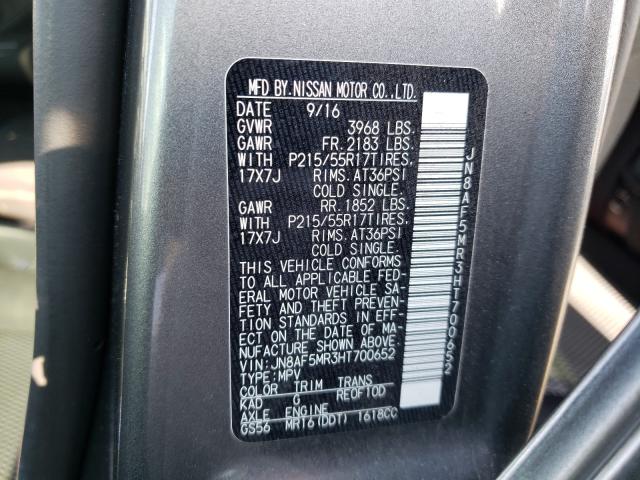 MFD BY.NISSAN MOTOR CO.,LTD.
DATE 9/16
GVWR 3968 LBS.
GAWR FR.2183 LBS.
WITH P215/55R17TIRES.
17X7J RIMS.AT36PSI
COLD SINGLE.
GAWR RR.1852 LBS.
WITH P215/55R17TIRES.
17X7J RIMS.AT36PSI
COLD SINGLE.
THIS VEHICLE CONFORMS
TO ALL APPLICABLE FED-
ERAL MOTOR VEHICLE SA-
FETY AND THEFT PREVEN-
TION STANDARDS IN EFF-
ECT ON THE DATE OF MA-
NUFACTURE SHOWN ABOVE.
VIN:JN8AF5MR3HT700652
TYPE:MPV
COLOR TRIM TRANS
KAD G RE0F10D
AXLE ENGINE
GS56 MR16(DDT) 1618CC
JN8AF5MR3HT700652